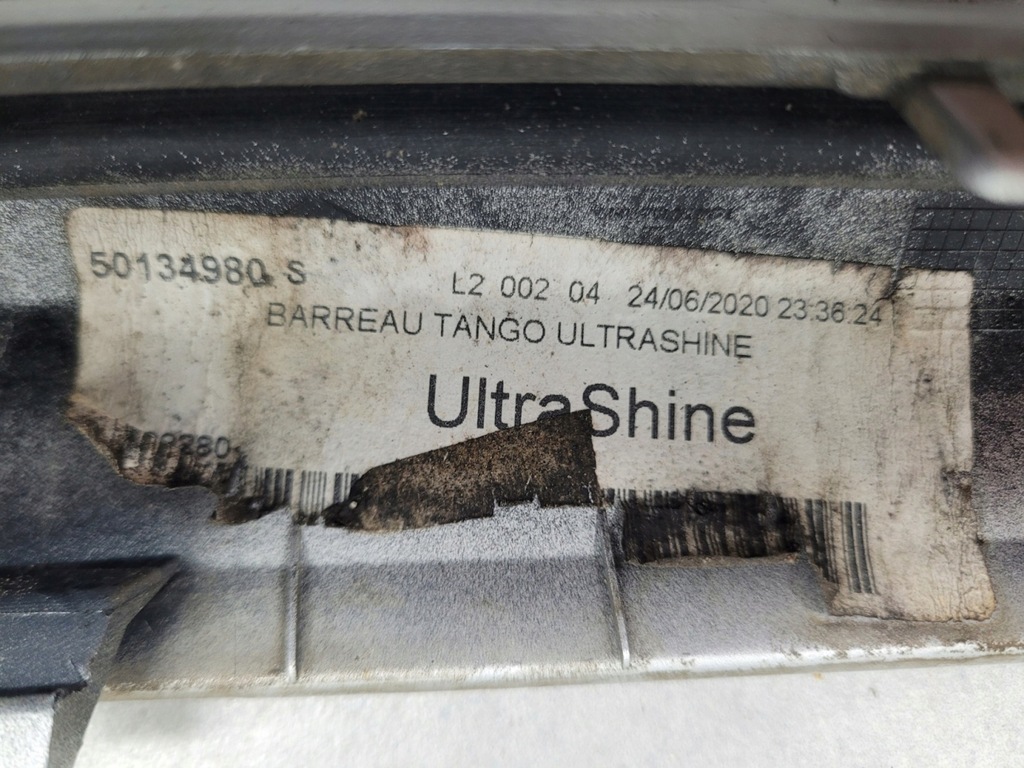 50134980 S
L2 002 04 24/06/2020 23:36:24
BARREAU TANGO ULTRASHINE
UltraShine